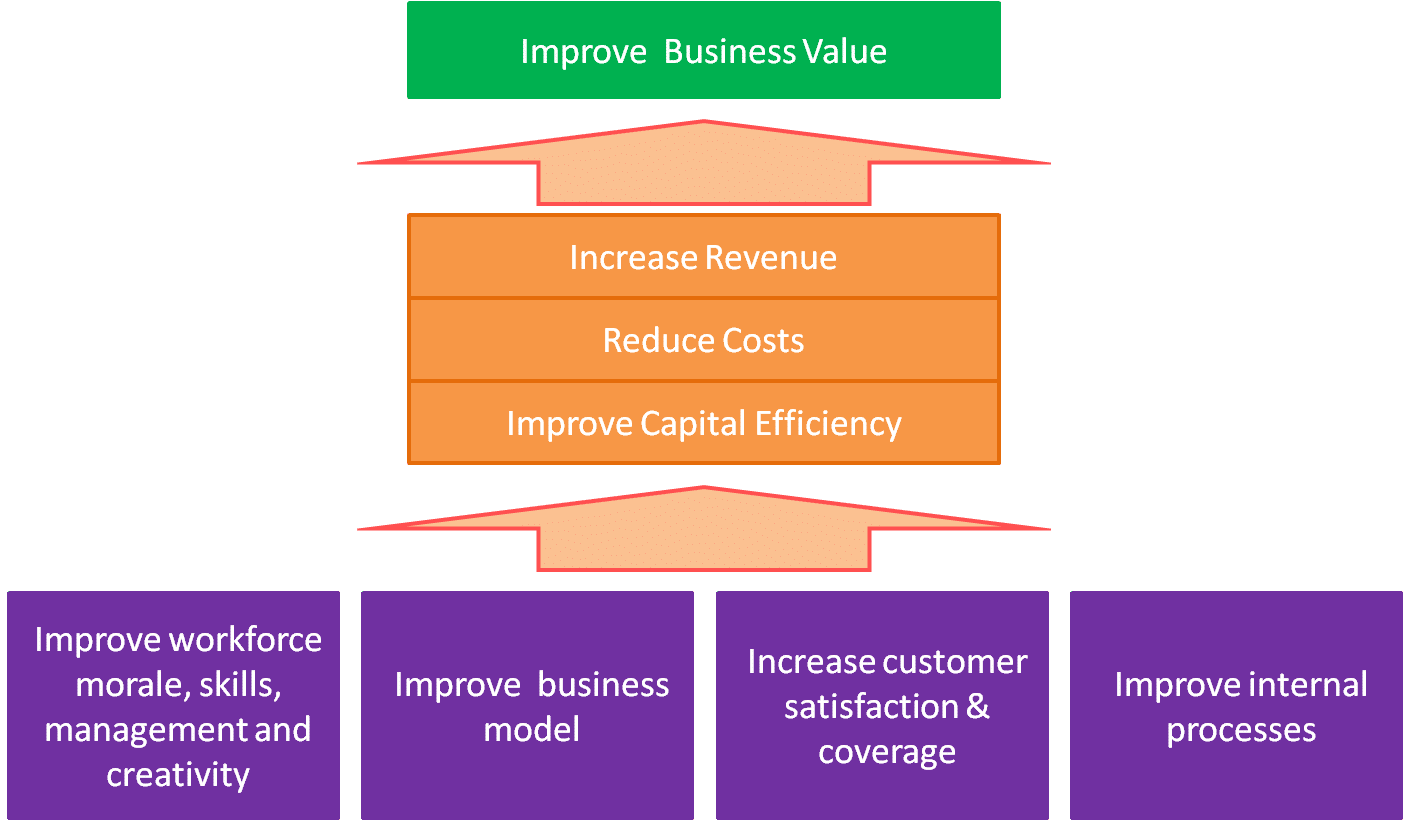 Improve  Business Value
Increase Revenue
Reduce Costs
Improve Capital Efficiency
Improve workforce
morale, skills,
management and
creativity
Improve  business
model
Increase customer
satisfaction &
coverage
Improve internal
processes